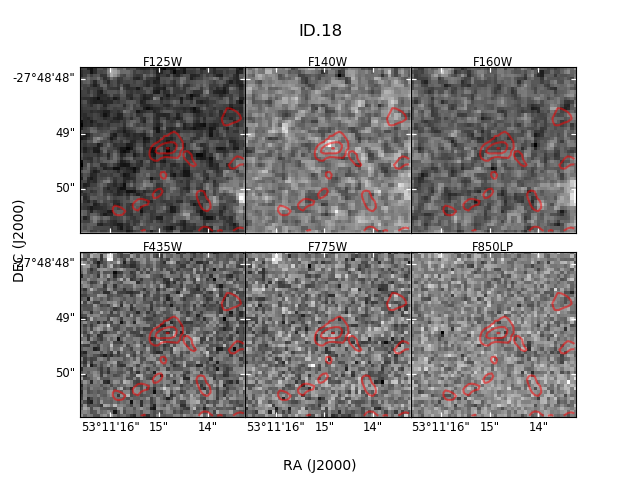 ID.18
F125W F140W F160W
-27°48'48"
49"
50"
F435W F775W F850LP
-27°48'48"
49"
50"
53°11'16" 15" 14" 53°11'16" 15" 14" 53°11'16" 15" 14"
DEC (J2000)
RA (J2000)